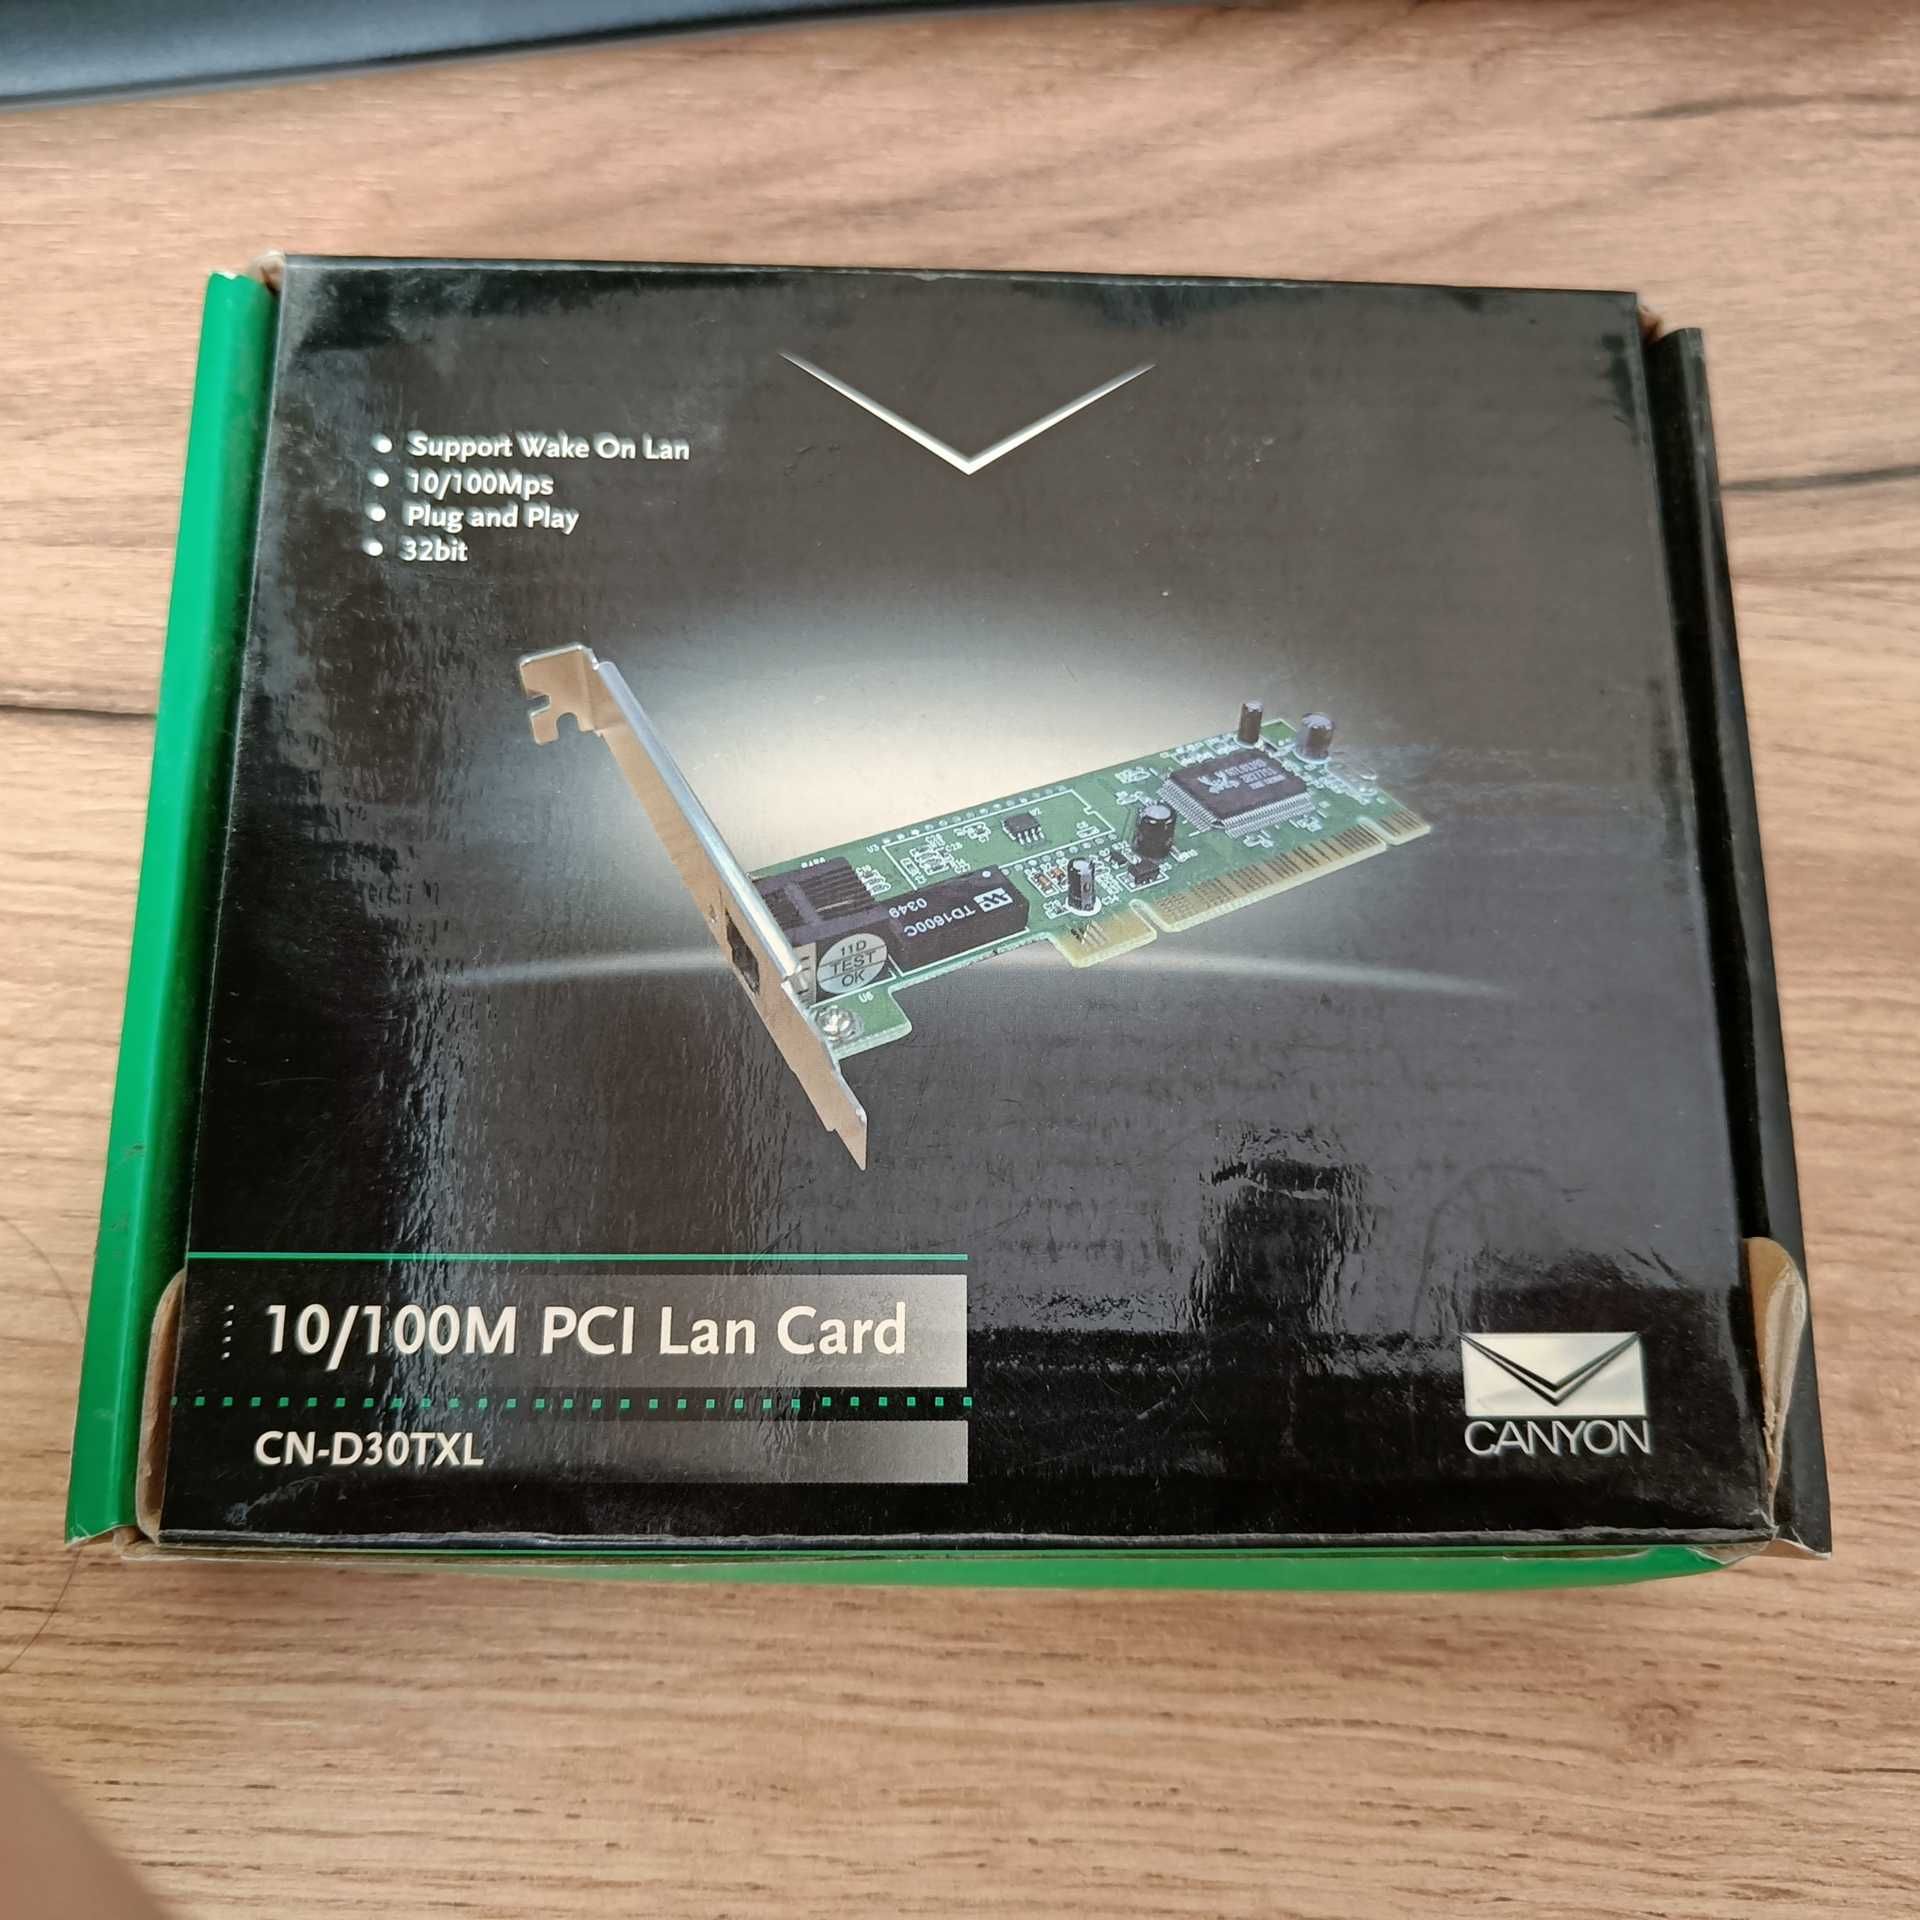 Support Wake On Lan
10/100Mps
Plug and Play
32bit
TD1600C
0349
11D
TEST
OK
10/100M PCI Lan Card
CN-D30TXL
CANYON